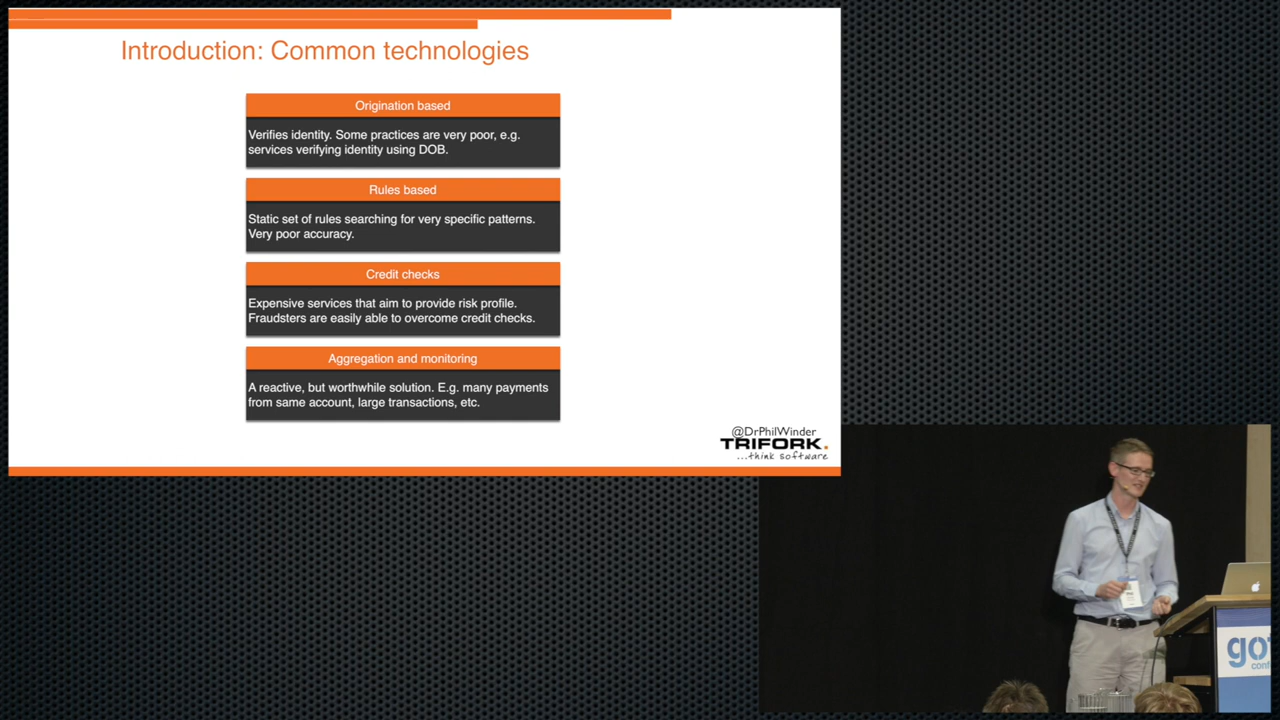 Introduction: Common technologies
Origination based
Verifies identity. Some practices are very poor, e.g.
services verifying identity using DOB.
Rules based
Static set of rules searching for very specific patterns.
Very poor accuracy.
Credit checks
Expensive services that aim to provide risk profile.
Fraudsters are easily able to overcome credit checks.
Aggregation and monitoring
A reactive, but worthwhile solution. E.g. many payments
from same account, large transactions, etc.
@DrPhilWinder
TRIFORK.
...think software
go
conf